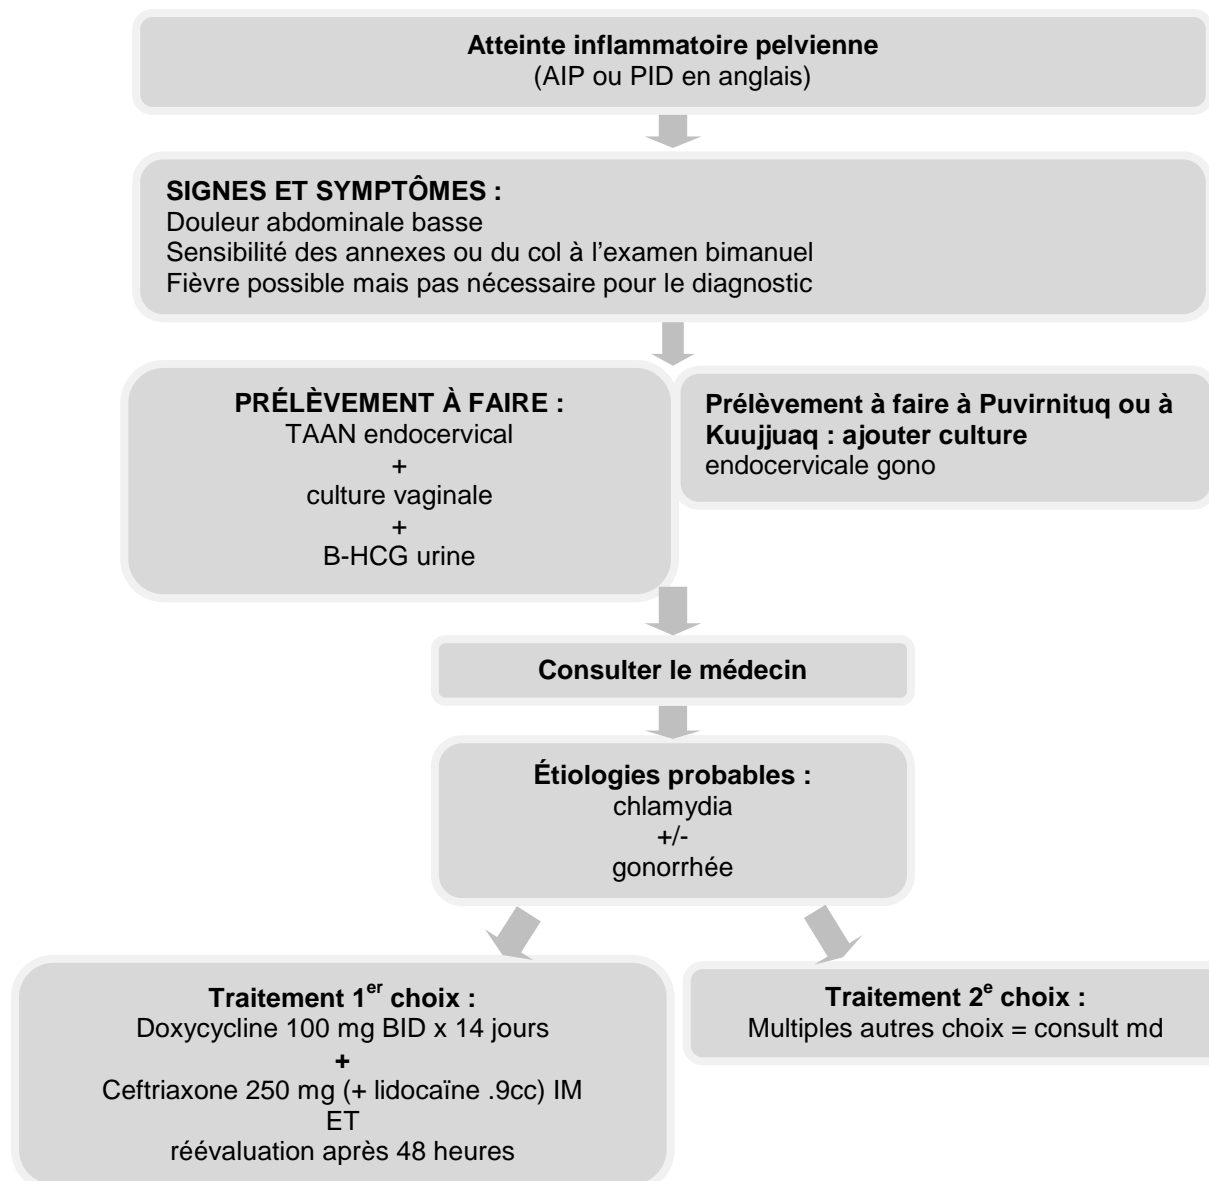 Atteinte inflammatoire pelvienne
(AIP ou PID en anglais)
SIGNES ET SYMPTÔMES :
Douleur abdominale basse
Sensibilité des annexes ou du col à l'examen bimanuel
Fièvre possible mais pas nécessaire pour le diagnostic
PRÉLÈVEMENT À FAIRE :
TAAN endocervical
+
culture vaginale
+
B-HCG urine
Prélèvement à faire à Puvirnituq ou à
Kuujjuaq : ajouter culture
endocervicale gono
Consulter le médecin
Étiologies probables :
chlamydia
+/-
gonorrhée
Traitement 1er choix :
Doxycycline 100 mg BID x 14 jours
+
Ceftriaxone 250 mg (+ lidocaïne .9cc) IM
ET
réévaluation après 48 heures
Traitement 2e choix :
Multiples autres choix = consult md